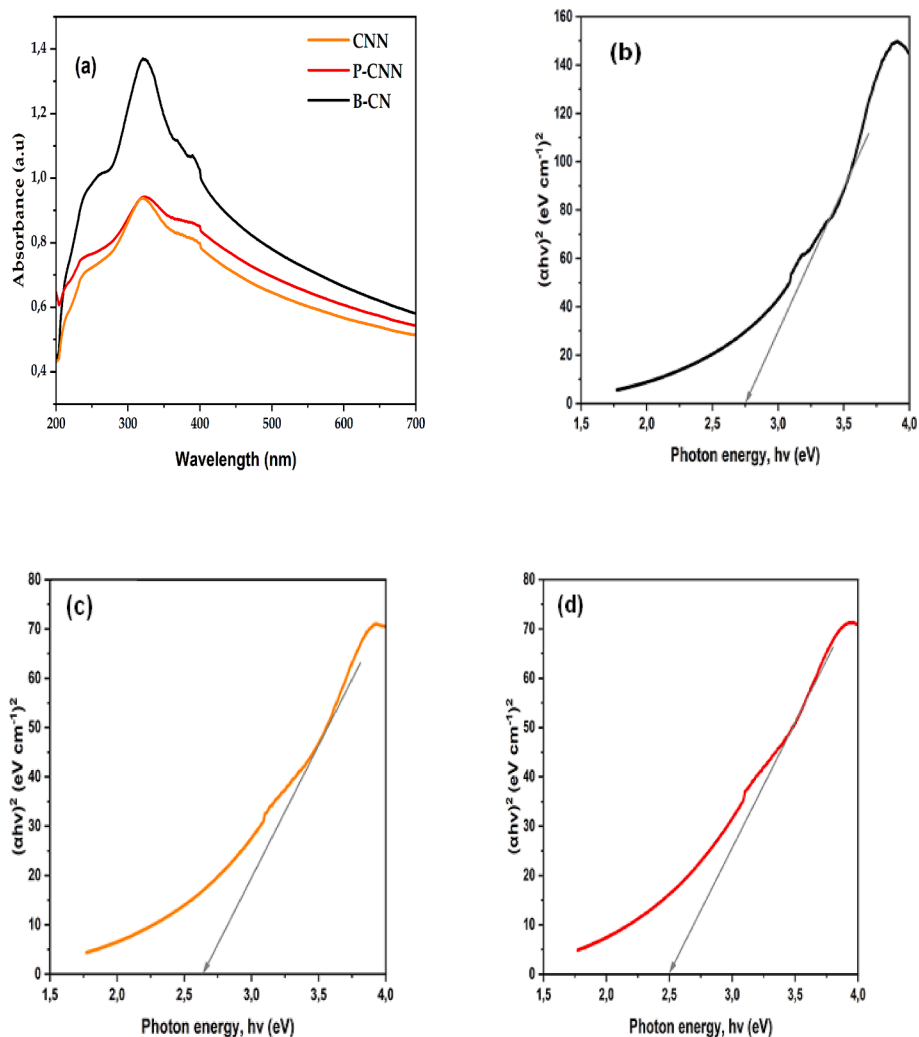 (a)
CNN
P-CNN
B-CN
1,4
1,2
1,0
0,8
0,6
0,4
Absorbance (a.u)
200 300 400 500 600 700
Wavelength (nm)
(b)
160
140
120
100
80
60
40
20
0
(αhν)² (eV cm⁻¹)²
1,5 2,0 2,5 3,0 3,5 4,0
Photon energy, hν (eV)
(c)
80
70
60
50
40
30
20
10
0
(αhν)² (eV cm⁻¹)²
1,5 2,0 2,5 3,0 3,5 4,0
Photon energy, hν (eV)
(d)
80
70
60
50
40
30
20
10
0
(αhν)² (eV cm⁻¹)²
1,5 2,0 2,5 3,0 3,5 4,0
Photon energy, hν (eV)